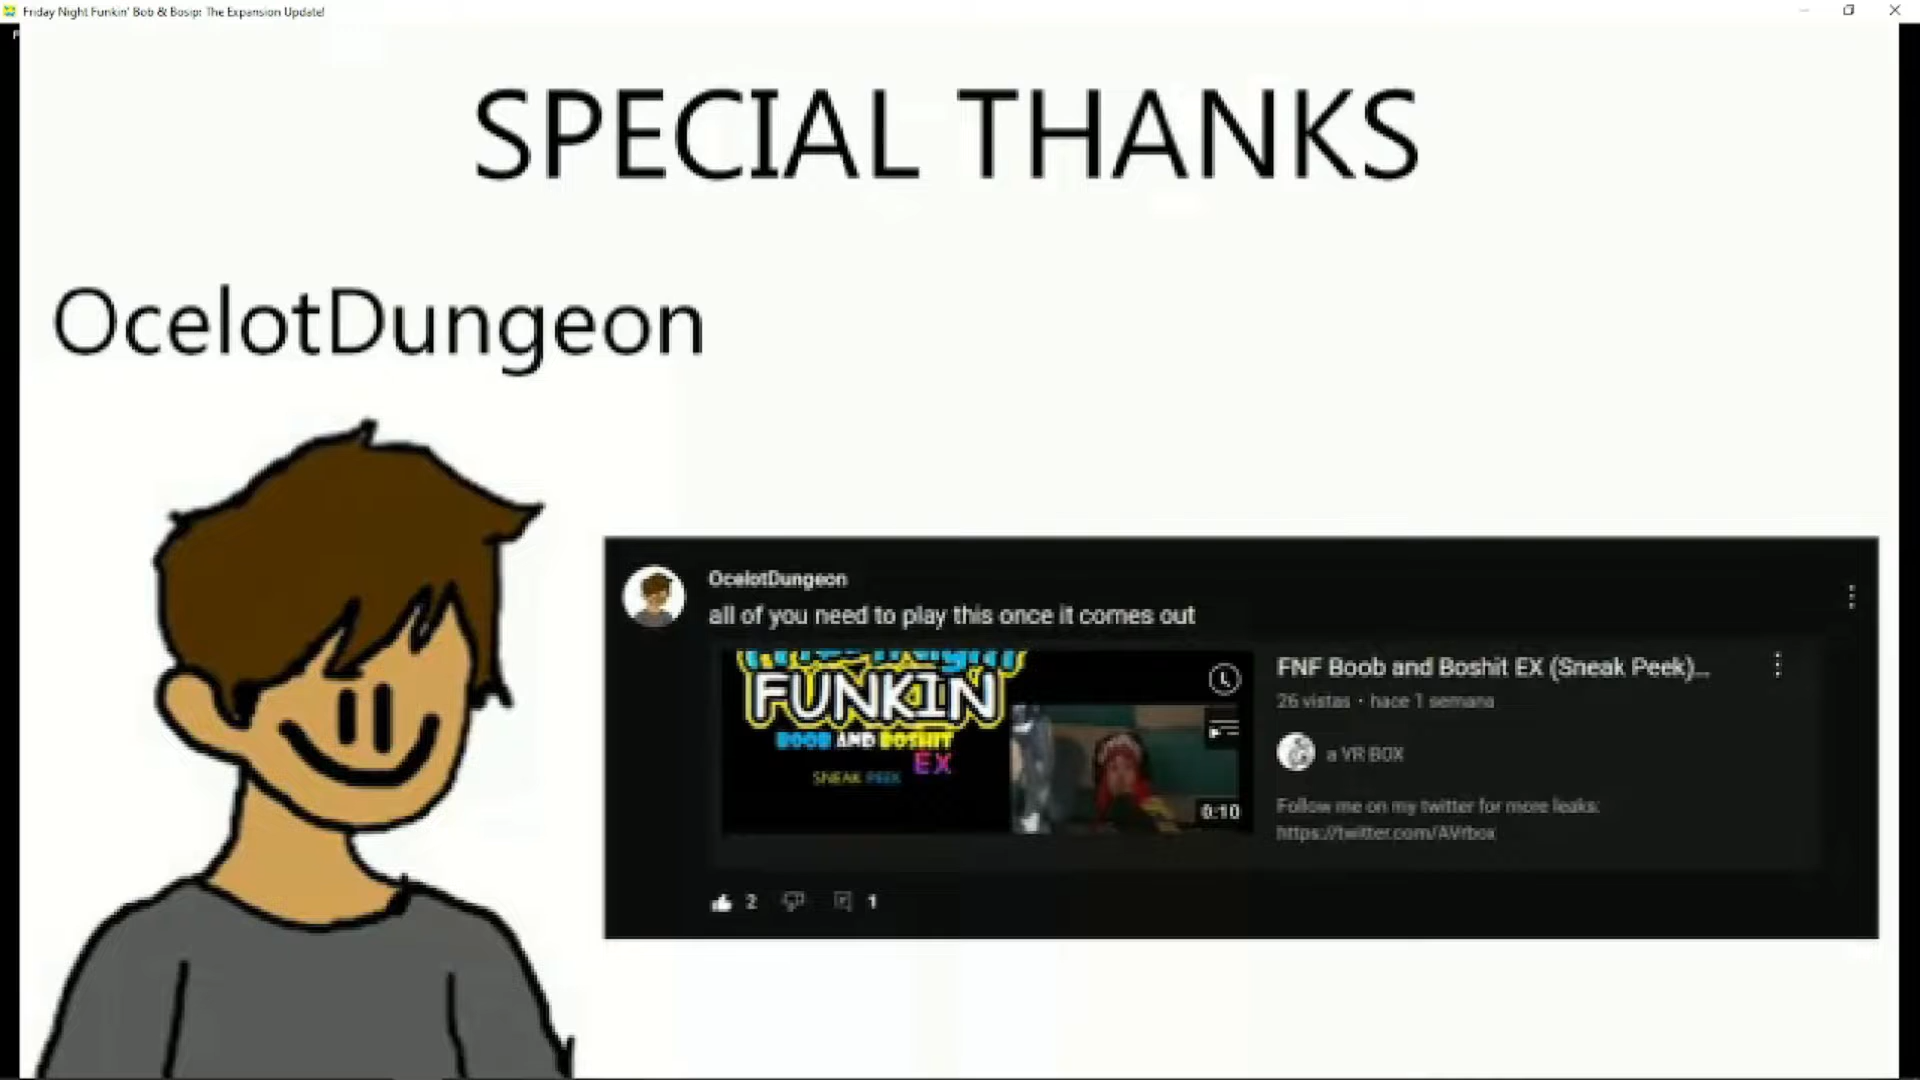 Friday Night Funkin' Bob & Bosip: The Expansion Update!
SPECIAL THANKS
OcelotDungeon
OcelotDungeon
all of you need to play this once it comes out
FUNKIN
BOOB AND BOSHIT
EX
SNEAK PEEK
0:10
FNF Boob and Boshit EX (Sneak Peek)...
26 vistas • hace 1 semana
a VR BOX
Follow me on my twitter for more leaks:
https://twitter.com/AVrbox
2
1